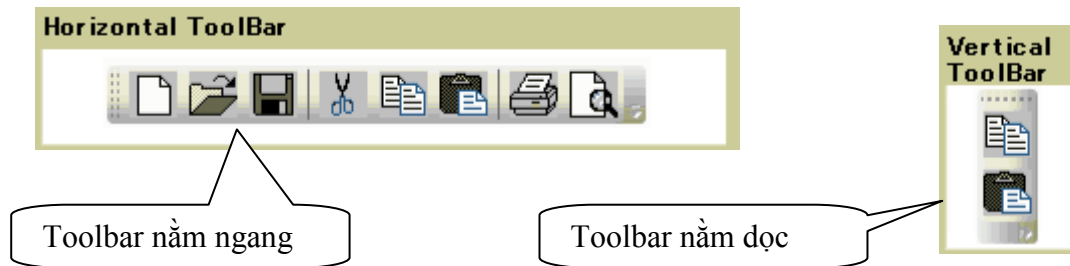 Horizontal ToolBar
Vertical
ToolBar
Toolbar nằm ngang
Toolbar nằm dọc